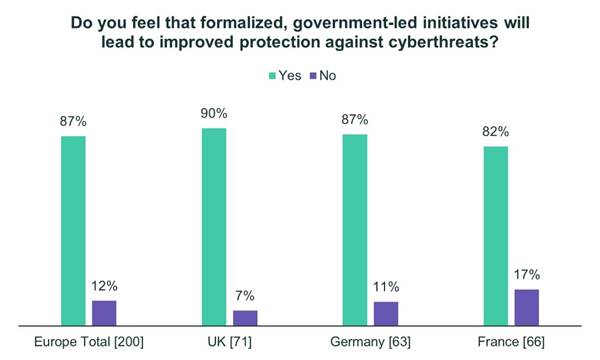 Do you feel that formalized, government-led initiatives will
lead to improved protection against cyberthreats?
Yes No
87% 12% 90% 7% 87% 11% 82% 17%
Europe Total [200] UK [71] Germany [63] France [66]